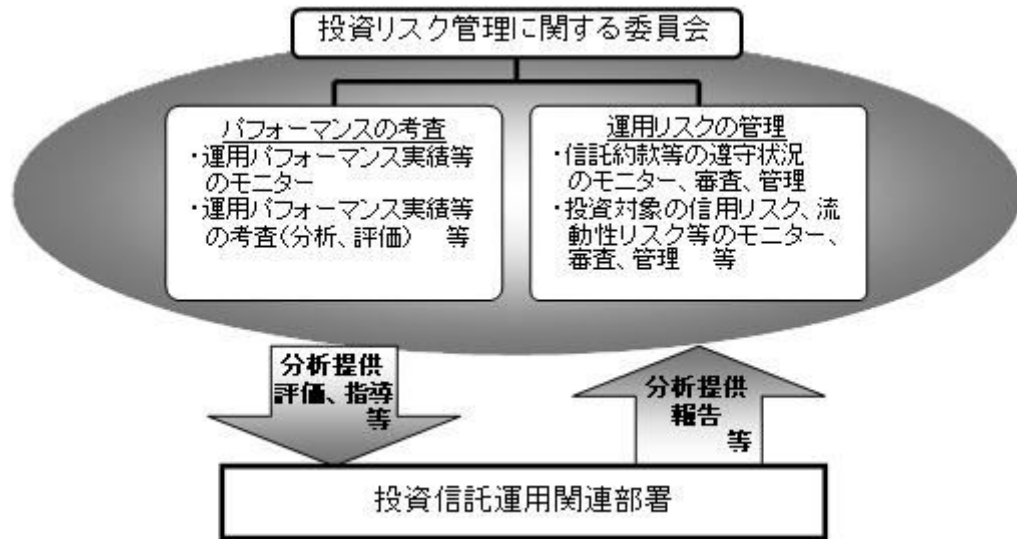 投資リスク管理に関する委員会
パフォーマンスの考査
・運用パフォーマンス実績等
のモニター
・運用パフォーマンス実績等
の考査(分析、評価)　等
運用リスクの管理
・信託約款等の遵守状況
のモニター、審査、管理
・投資対象の信用リスク、流
動性リスク等のモニター、
審査、管理　等
分析提供
評価、指導
等
分析提供
報告
等
投資信託運用関連部署